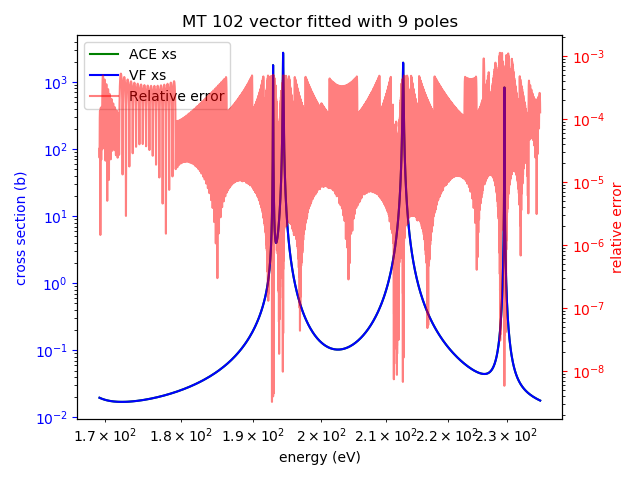 MT 102 vector fitted with 9 poles
ACE xs
VF xs
Relative error
cross section (b)
10³
10²
10¹
10⁰
10⁻¹
10⁻²
relative error
10⁻³
10⁻⁴
10⁻⁵
10⁻⁶
10⁻⁷
10⁻⁸
1.7 × 10² 1.8 × 10² 1.9 × 10² 2 × 10² 2.1 × 10² 2.2 × 10² 2.3 × 10²
energy (eV)